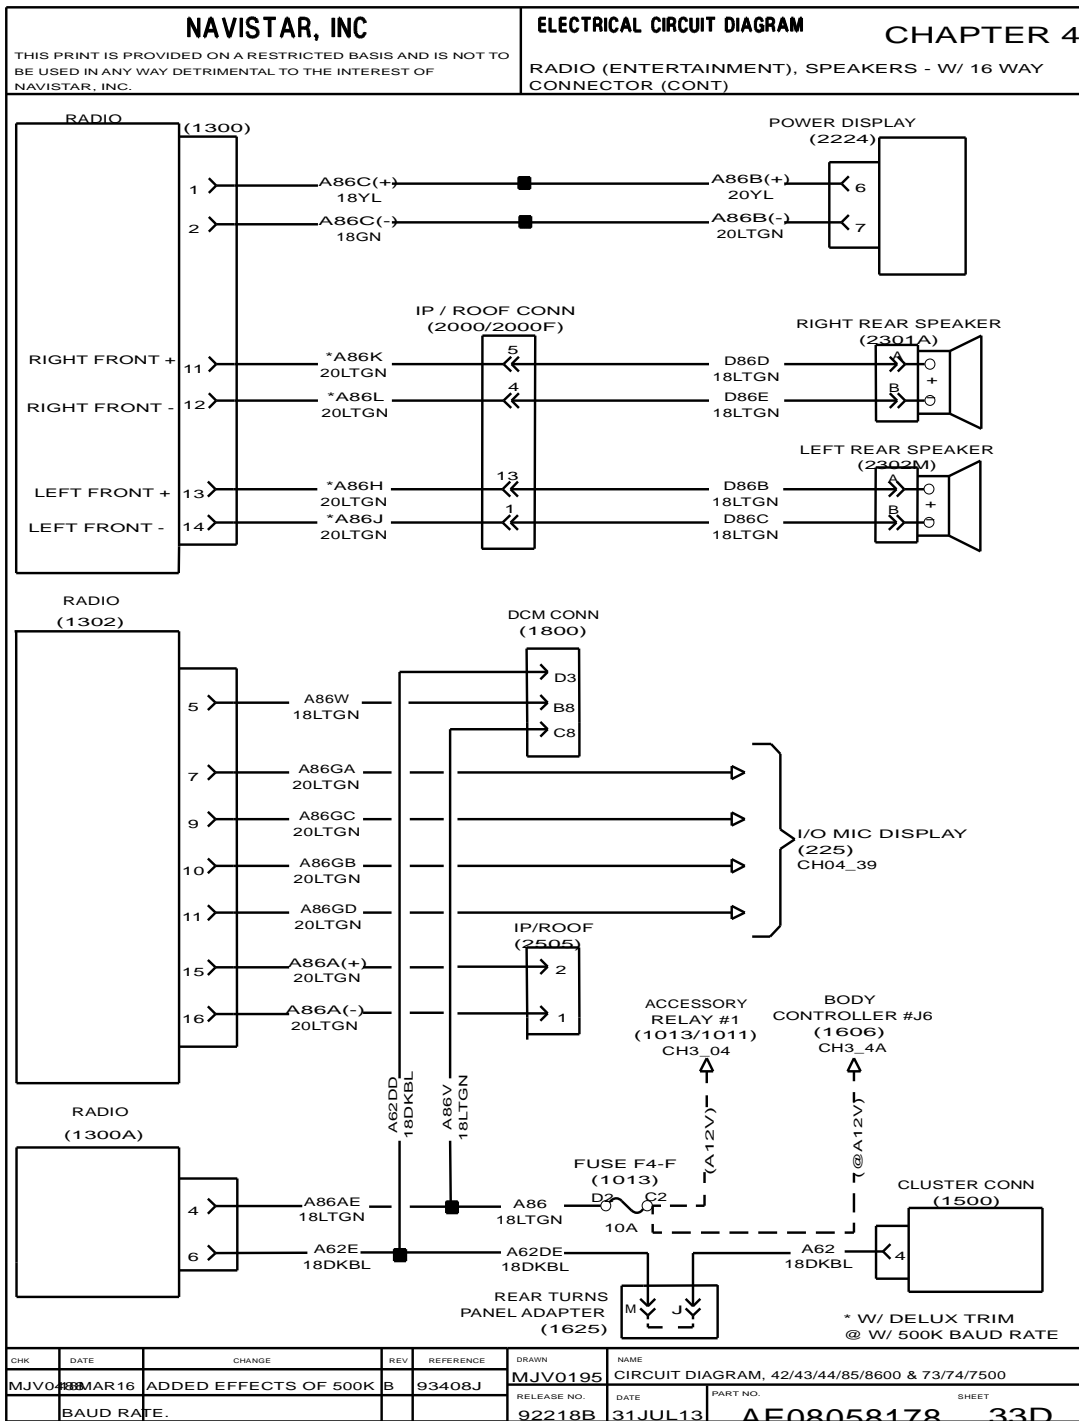 NAVISTAR, INC
THIS PRINT IS PROVIDED ON A RESTRICTED BASIS AND IS NOT TO
BE USED IN ANY WAY DETRIMENTAL TO THE INTEREST OF
NAVISTAR, INC.
ELECTRICAL CIRCUIT DIAGRAM
CHAPTER 4
RADIO (ENTERTAINMENT), SPEAKERS - W/ 16 WAY
CONNECTOR (CONT)
RADIO
(1300)
POWER DISPLAY
(2224)
1
A86C(+)
18YL
A86B(+)
20YL
6
2
A86C(-)
18GN
A86B(-)
20LTGN
7
IP / ROOF CONN
(2000/2000F)
RIGHT REAR SPEAKER
(2301A)
RIGHT FRONT +
11
*A86K
20LTGN
5
D86D
18LTGN
A
+
RIGHT FRONT -
12
*A86L
20LTGN
4
D86E
18LTGN
B
LEFT REAR SPEAKER
(2302M)
LEFT FRONT +
13
*A86H
20LTGN
13
D86B
18LTGN
A
+
LEFT FRONT -
14
*A86J
20LTGN
1
D86C
18LTGN
B
RADIO
(1302)
DCM CONN
(1800)
D3
5
A86W
18LTGN
B8
C8
7
A86GA
20LTGN
9
A86GC
20LTGN
I/O MIC DISPLAY
(225)
CH04_39
10
A86GB
20LTGN
11
A86GD
20LTGN
IP/ROOF
(2505)
15
A86A(+)
20LTGN
2
16
A86A(-)
20LTGN
1
ACCESSORY
RELAY #1
(1013/1011)
CH3_04
BODY
CONTROLLER #J6
(1606)
CH3_4A
A62DD
18DKBL
A86V
18LTGN
(A12V)
(@A12V)
RADIO
(1300A)
FUSE F4-F
(1013)
D2
C2
10A
4
A86AE
18LTGN
A86
18LTGN
CLUSTER CONN
(1500)
6
A62E
18DKBL
A62DE
18DKBL
A62
18DKBL
4
REAR TURNS
PANEL ADAPTER
(1625)
M
J
* W/ DELUX TRIM
@ W/ 500K BAUD RATE
CHK
DATE
CHANGE
REV
REFERENCE
DRAWN
NAME
MAR16
ADDED EFFECTS OF 500K
B
93408J
MJV0195
CIRCUIT DIAGRAM, 42/43/44/85/8600 & 73/74/7500
BAUD RATE.
RELEASE NO.
92218B
DATE
31JUL13
PART NO.
AE08058178
SHEET
33D